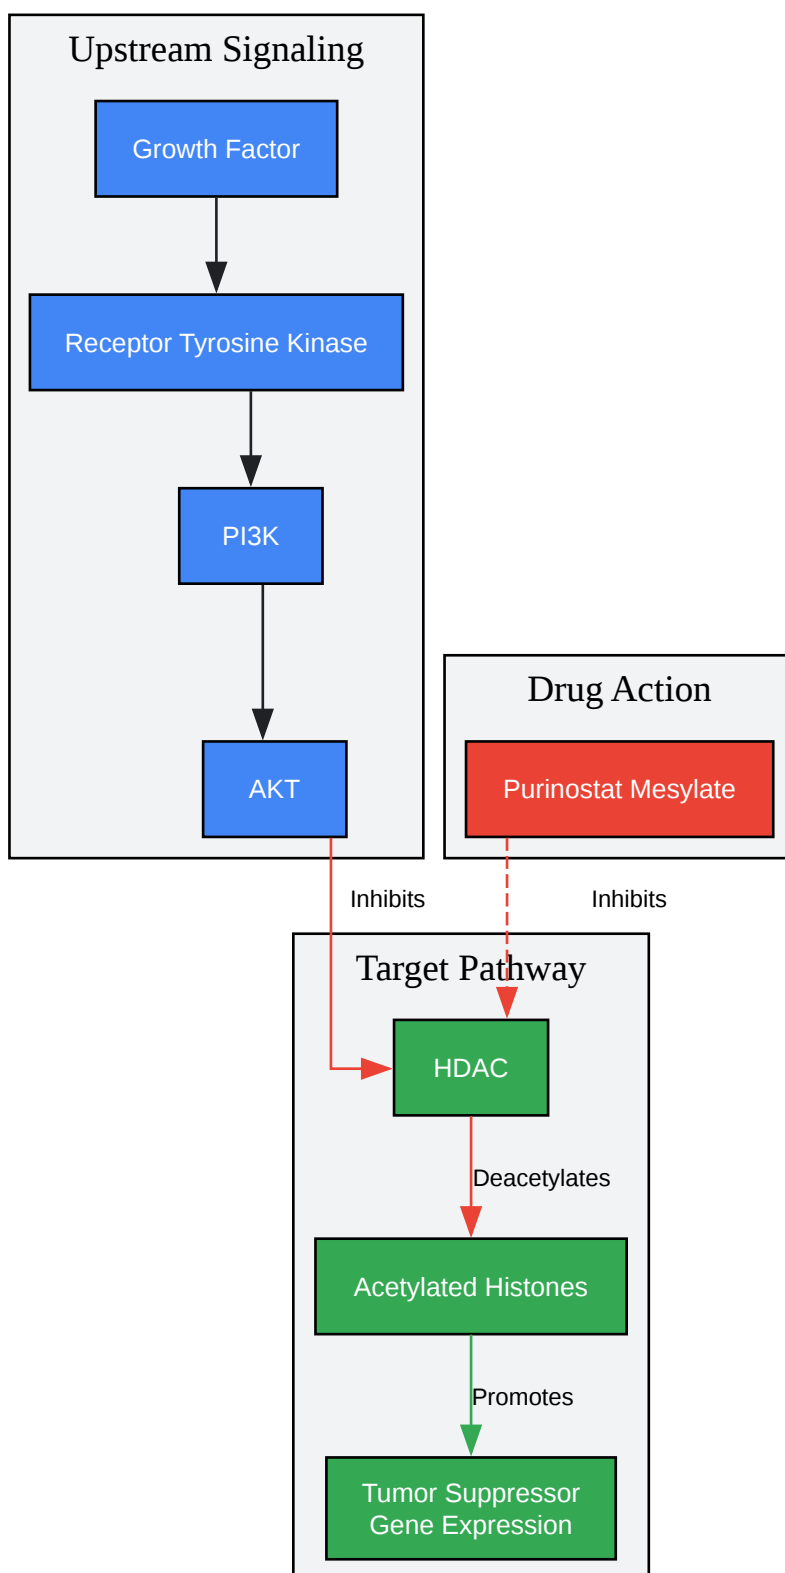 Upstream Signaling
Growth Factor
Receptor Tyrosine Kinase
PI3K
Drug Action
AKT
Purinostat Mesylate
Inhibits
Inhibits
Target Pathway
HDAC
Deacetylates
Acetylated Histones
Promotes
Tumor Suppressor
Gene Expression